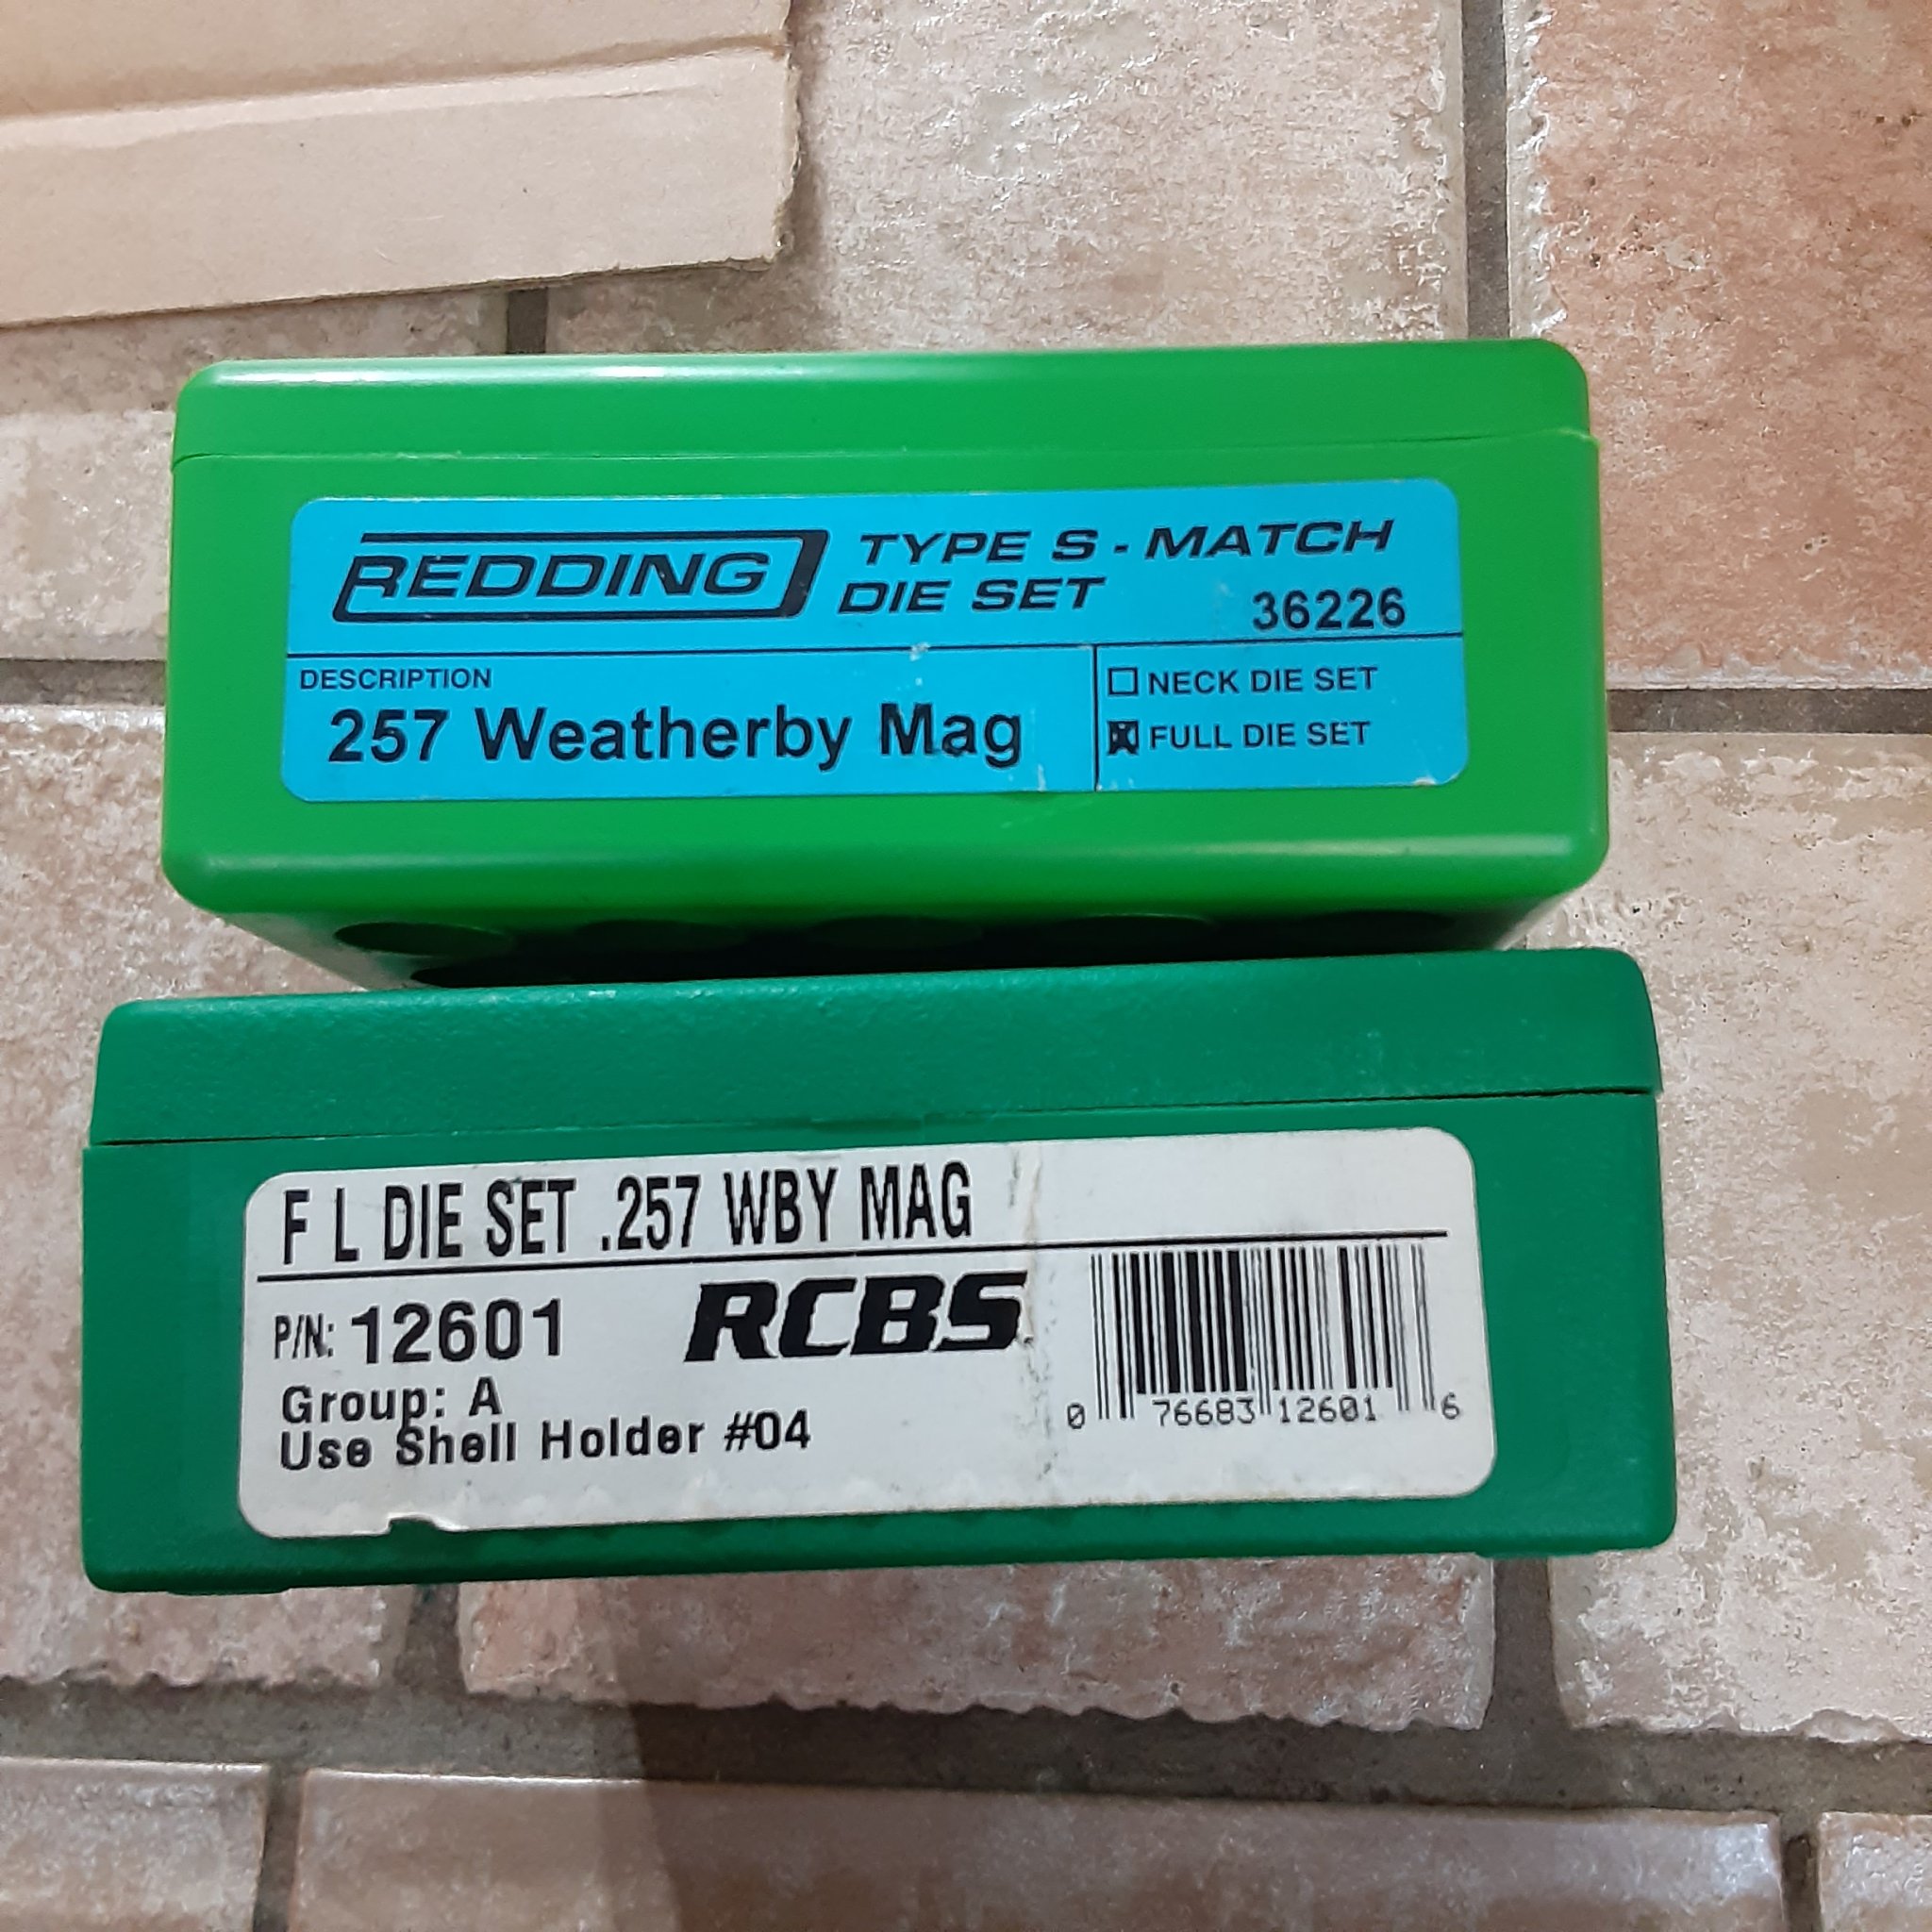 REDDING TYPE S - MATCH
DIE SET 36226
DESCRIPTION
257 Weatherby Mag
NECK DIE SET
FULL DIE SET
F L DIE SET .257 WBY MAG
P/N: 12601 RCBS
Group: A
Use Shell Holder #04
0 76683 12601 6